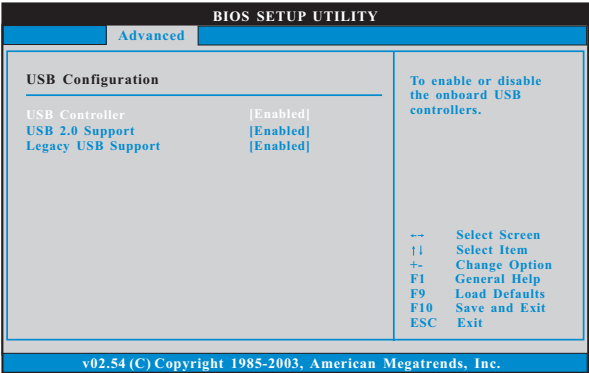 BIOS SETUP UTILITY
Advanced
USB Configuration
USB Controller [Enabled]
USB 2.0 Support [Enabled]
Legacy USB Support [Enabled]
To enable or disable
the onboard USB
controllers.
←→ Select Screen
↑↓ Select Item
+- Change Option
F1 General Help
F9 Load Defaults
F10 Save and Exit
ESC Exit
v02.54 (C) Copyright 1985-2003, American Megatrends, Inc.